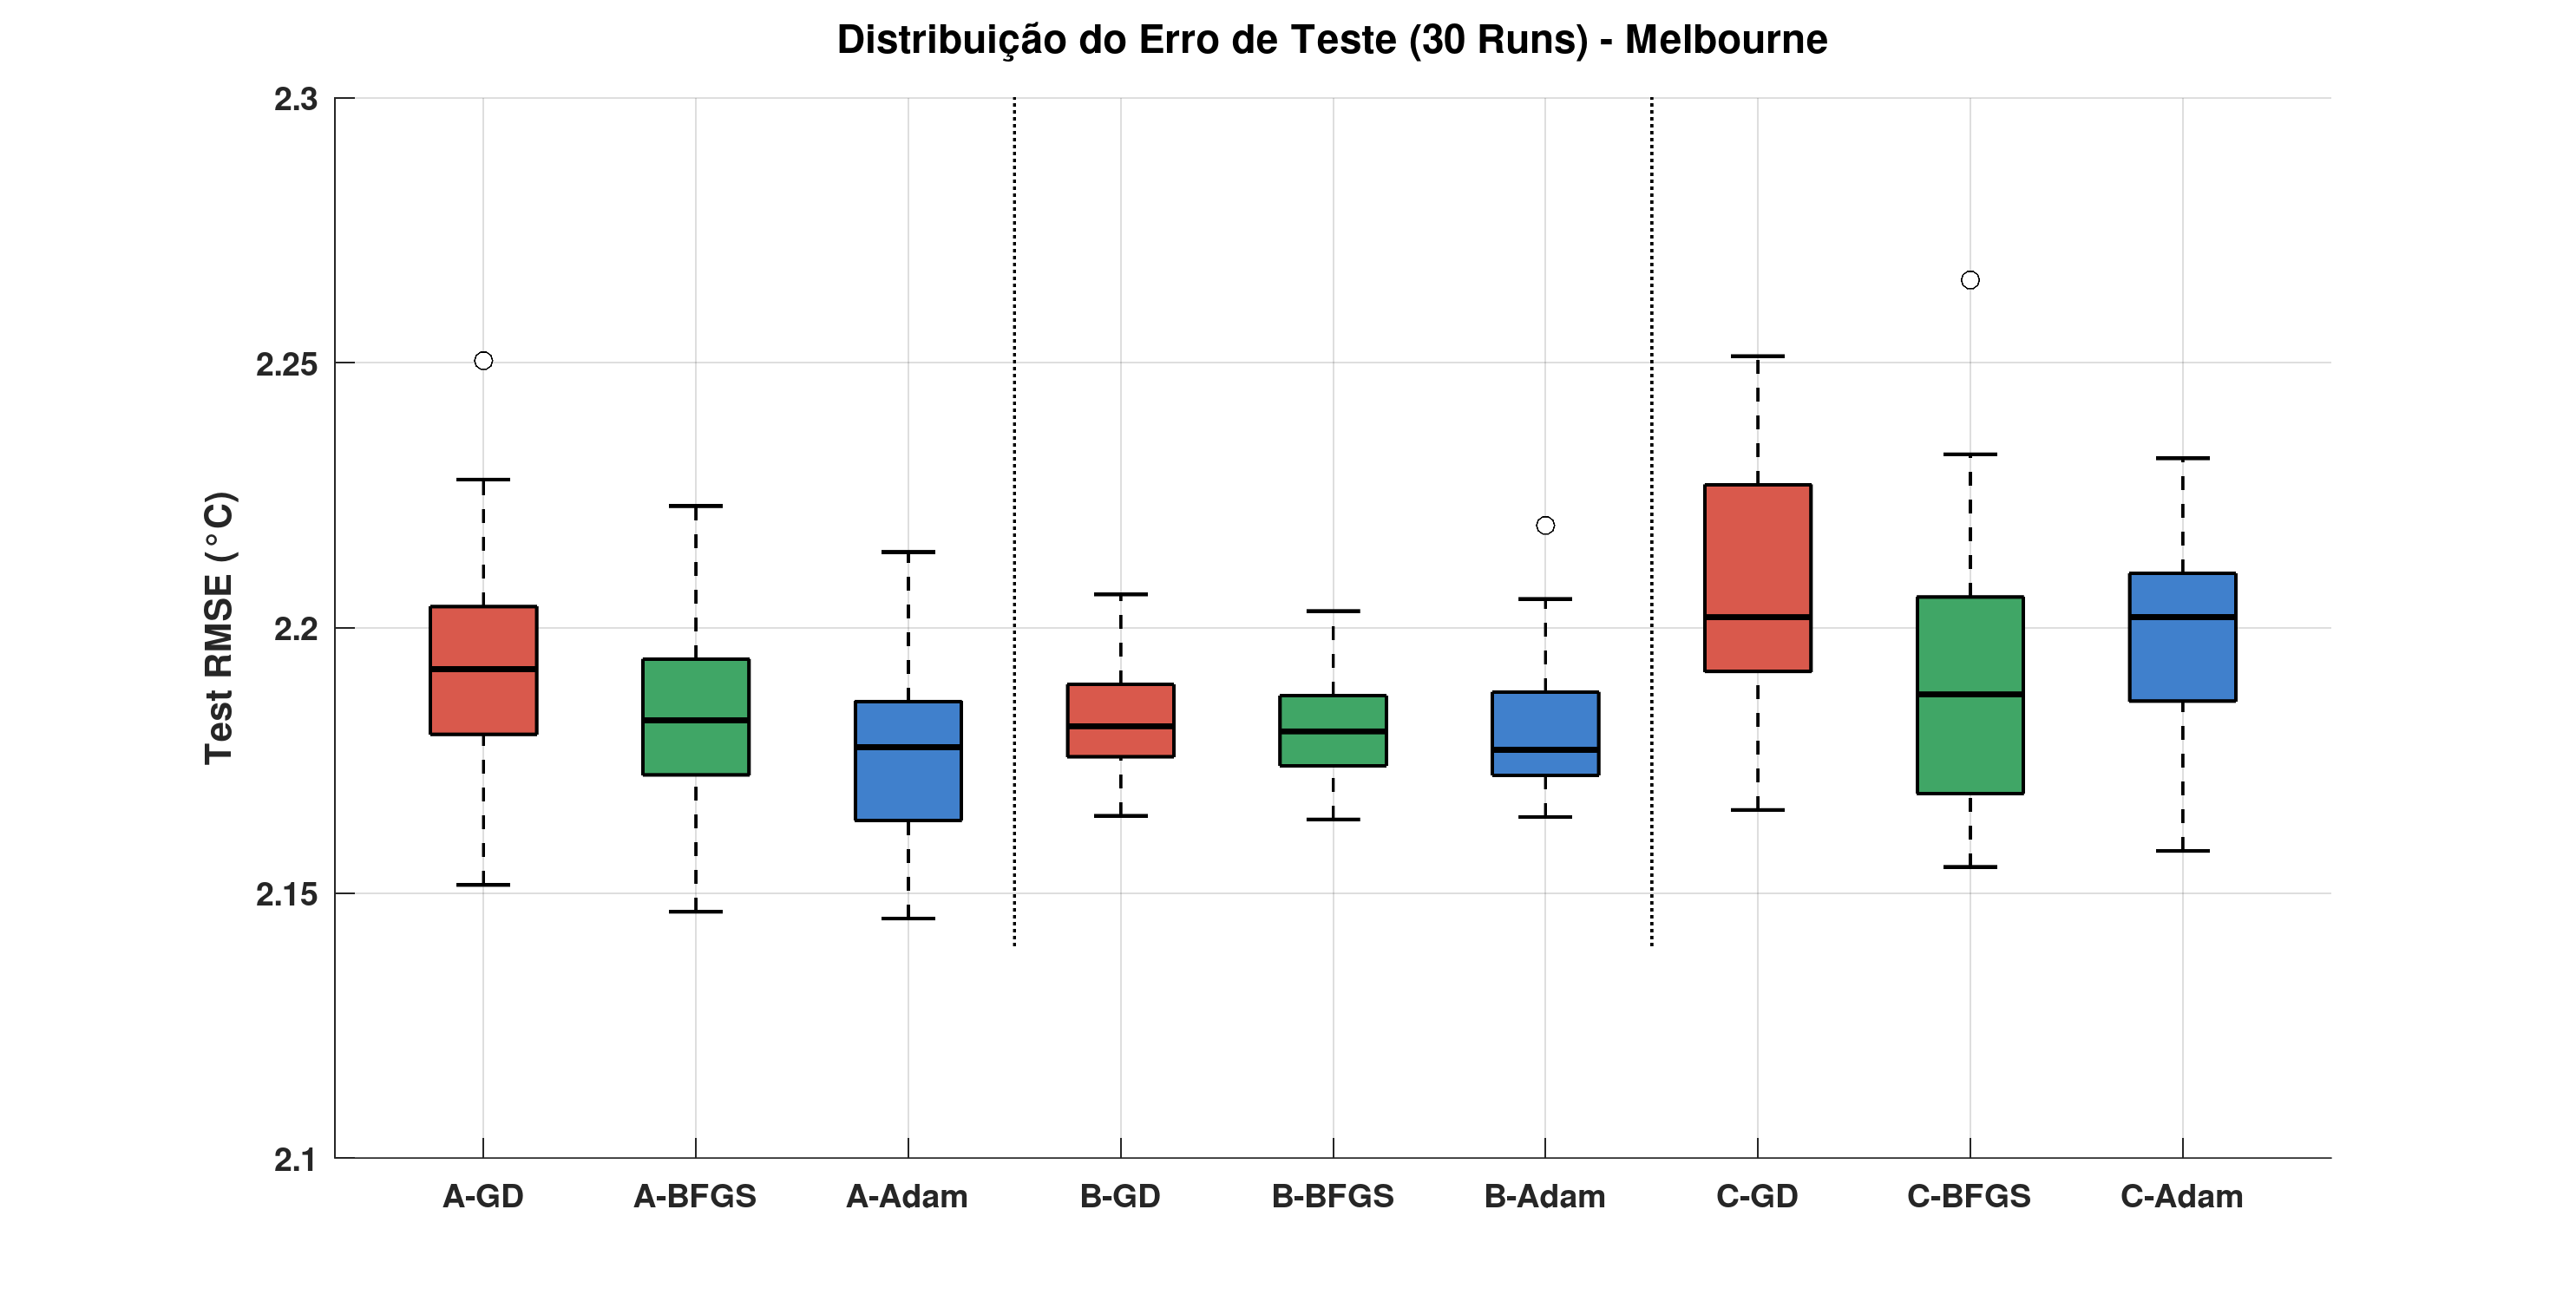 Distribuição do Erro de Teste (30 Runs) - Melbourne
Test RMSE (°C)
2.3
2.25
2.2
2.15
2.1
A-GD A-BFGS A-Adam B-GD B-BFGS B-Adam C-GD C-BFGS C-Adam